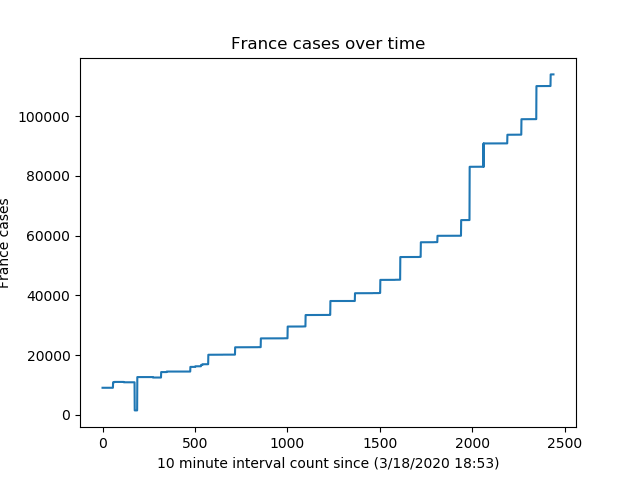 France cases over time
100000
80000
60000
40000
20000
0
France cases
0 500 1000 1500 2000 2500
10 minute interval count since (3/18/2020 18:53)